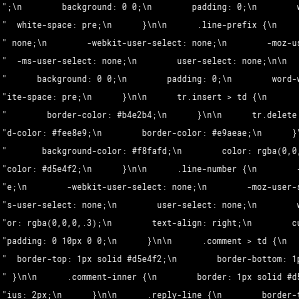 ";\n        background: 0 0;\n        padding: 0;\n
"  white-space: pre;\n      }\n\n      .line-prefix {\n
" none;\n        -webkit-user-select: none;\n        -moz-us
"  -ms-user-select: none;\n        user-select: none;\n\n
"      background: 0 0;\n        padding: 0;\n        word-w
"ite-space: pre;\n      }\n\n      tr.insert > td {\n
"        border-color: #b4e2b4;\n      }\n\n      tr.delete
"d-color: #fee8e9;\n        border-color: #e9aeae;\n      }\
"       background-color: #f8fafd;\n        color: rgba(0,0,
"color: #d5e4f2;\n      }\n\n      .line-number {\n        -
"e;\n        -webkit-user-select: none;\n        -moz-user-s
"s-user-select: none;\n        user-select: none;\n
"or: rgba(0,0,0,.3);\n        text-align: right;\n        cu
"padding: 0 10px 0 0;\n      }\n\n      .comment > td {\n
"  border-top: 1px solid #d5e4f2;\n        border-bottom: 1p
" }\n\n      .comment-inner {\n        border: 1px solid #d5
"ius: 2px;\n      }\n\n      .reply-line {\n        border-t